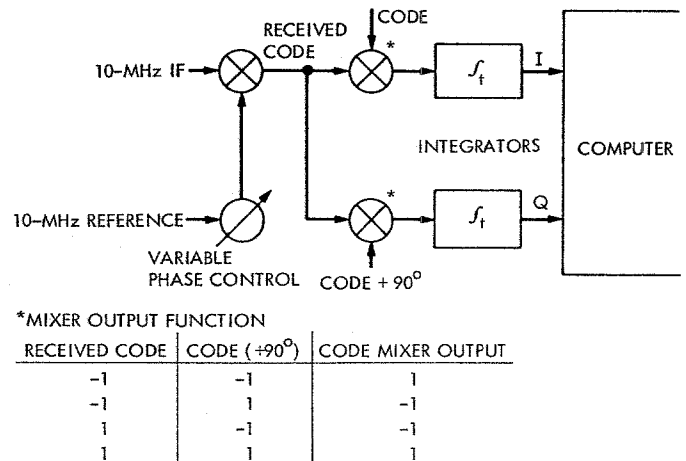 CODE
RECEIVED
CODE
*
10-MHz IF
∫t
I
INTEGRATORS
COMPUTER
10-MHz REFERENCE
*
∫t
Q
VARIABLE
PHASE CONTROL
CODE + 90°
*MIXER OUTPUT FUNCTION
RECEIVED CODE CODE (+90°) CODE MIXER OUTPUT
-1 -1 1
-1 1 -1
1 -1 -1
1 1 1